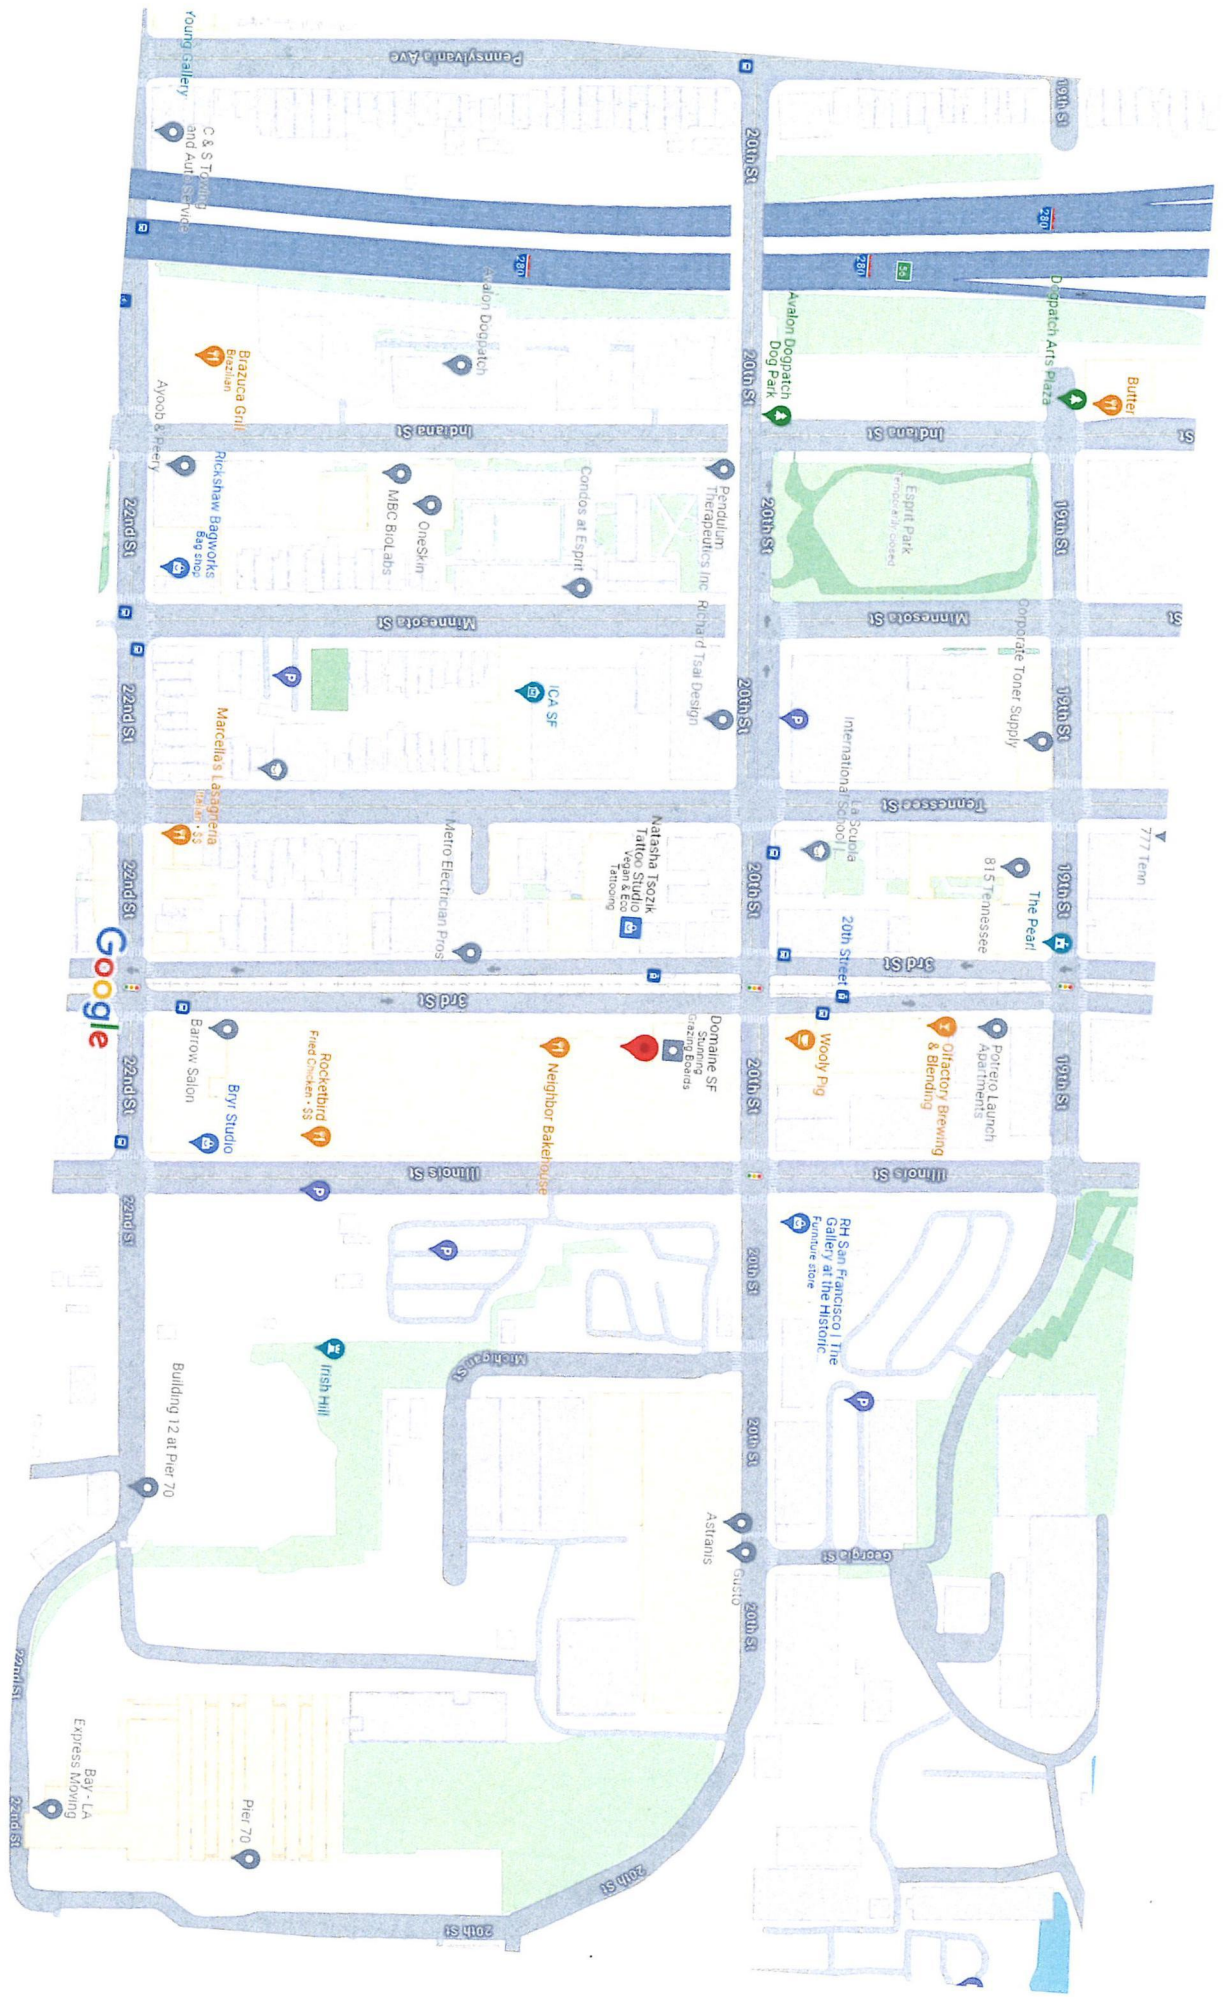 Pennsylvania Ave
19th St
20th St
Young Gallery
C & S Towing
and Auto Service
280
280
280
56
Dogpatch Arts Plaza
Butter
Avalon Dogpatch
Dog Park
20th St
Avalon Dogpatch
Brazuca Grill
Brazilian
Indiana St
Indiana St
St
Ayoob & Peery
Rickshaw Bagworks
Bag shop
22nd St
MBC BioLabs
OneSkin
Condos at Esprit
Pendulum
Therapeutics Inc
20th St
Esprit Park
Temporarily closed
19th St
Minnesota St
Minnesota St
St
Richard Tsai Design
Corporate Toner Supply
ICA SF
22nd St
20th St
19th St
P
P
Marcella's Lasagneria
Italian · $$
La Scuola
International School |
Tennessee St
777 Tenn
Metro Electrician Pros
Natasha Tsozik
Tattoo Studio
Vegan & Eco
Tattooing
815 Tennessee
The Pearl
22nd St
20th St
19th St
20th Street
3rd St
3rd St
Google
Barrow Salon
Bryr Studio
Rocketbird
Fried Chicken · $$
Neighbor Bakehouse
Domaine SF
Stunning
Grazing Boards
Wooly Pig
Olfactory Brewing
& Blending
Potrero Launch
Apartments
22nd St
20th St
19th St
Illinois St
Illinois St
P
P
22nd St
20th St
RH San Francisco | The
Gallery at the Historic...
Furniture store
Irish Hill
Michigan St
P
Building 12 at Pier 70
20th St
Astranis
Gusto
Georgia St
20th St
22nd St
Bay - LA
Express Moving
Pier 70
22nd St
20th St
20th St